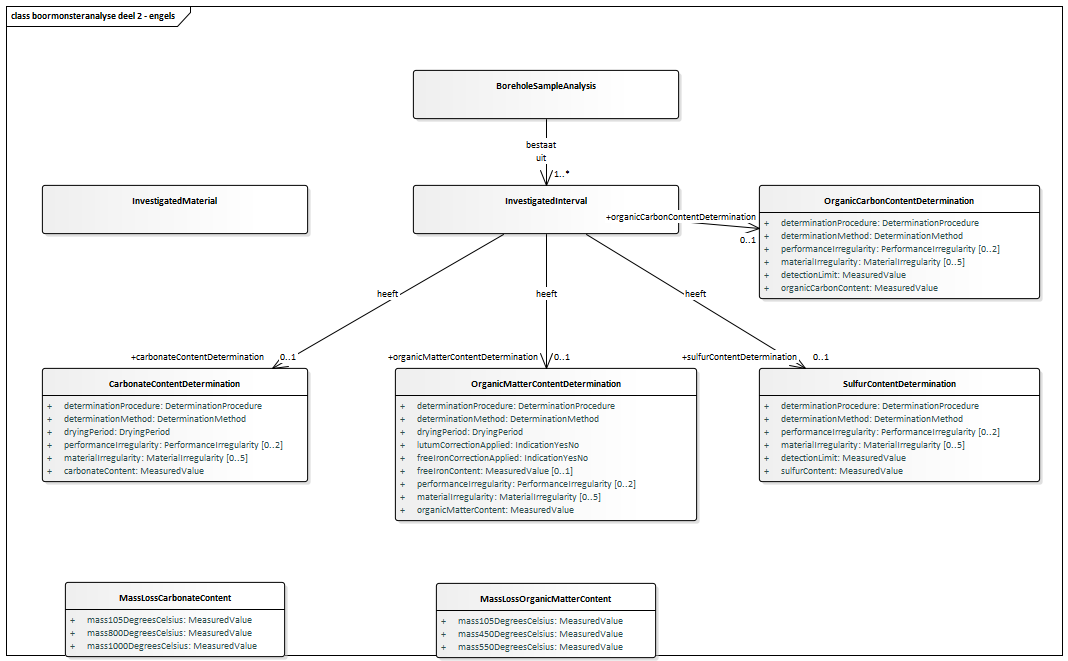 class boormonsteranalyse deel 2 - engels
BoreholeSampleAnalysis
bestaat
uit
1..*
InvestigatedMaterial
InvestigatedInterval
+organicCarbonContentDetermination
0..1
OrganicCarbonContentDetermination
+ determinationProcedure: DeterminationProcedure
+ determinationMethod: DeterminationMethod
+ performanceIrregularity: PerformanceIrregularity [0..2]
+ materialIrregularity: MaterialIrregularity [0..5]
+ detectionLimit: MeasuredValue
+ organicCarbonContent: MeasuredValue
heeft
heeft
heeft
+carbonateContentDetermination 0..1
+organicMatterContentDetermination 0..1
+sulfurContentDetermination 0..1
CarbonateContentDetermination
+ determinationProcedure: DeterminationProcedure
+ determinationMethod: DeterminationMethod
+ dryingPeriod: DryingPeriod
+ performanceIrregularity: PerformanceIrregularity [0..2]
+ materialIrregularity: MaterialIrregularity [0..5]
+ carbonateContent: MeasuredValue
OrganicMatterContentDetermination
+ determinationProcedure: DeterminationProcedure
+ determinationMethod: DeterminationMethod
+ dryingPeriod: DryingPeriod
+ lutumCorrectionApplied: IndicationYesNo
+ freeIronCorrectionApplied: IndicationYesNo
+ freeIronContent: MeasuredValue [0..1]
+ performanceIrregularity: PerformanceIrregularity [0..2]
+ materialIrregularity: MaterialIrregularity [0..5]
+ organicMatterContent: MeasuredValue
SulfurContentDetermination
+ determinationProcedure: DeterminationProcedure
+ determinationMethod: DeterminationMethod
+ performanceIrregularity: PerformanceIrregularity [0..2]
+ materialIrregularity: MaterialIrregularity [0..5]
+ detectionLimit: MeasuredValue
+ sulfurContent: MeasuredValue
MassLossCarbonateContent
+ mass105DegreesCelsius: MeasuredValue
+ mass800DegreesCelsius: MeasuredValue
+ mass1000DegreesCelsius: MeasuredValue
MassLossOrganicMatterContent
+ mass105DegreesCelsius: MeasuredValue
+ mass450DegreesCelsius: MeasuredValue
+ mass550DegreesCelsius: MeasuredValue